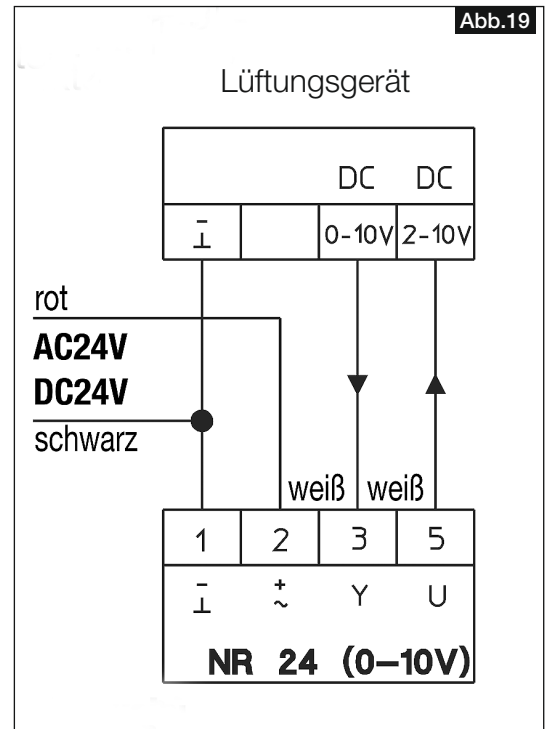 Abb.19
Lüftungsgerät
DC DC
-
⊥ 0-10V 2-10V
rot
AC24V
DC24V
schwarz
weiß weiß
1 2 3 5
- +
⊥ ~ Y U
NR 24 (0-10V)